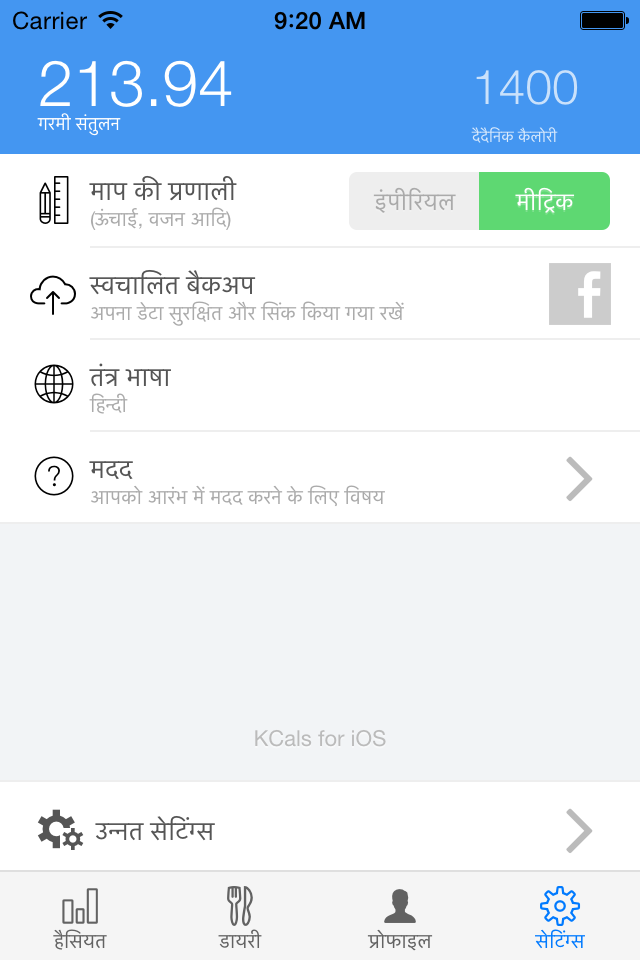 Carrier 9:20 AM
213.94 1400
गरमी संतुलन दैदैनिक कैलोरी
माप की प्रणाली
(ऊंचाई, वजन आदि)
इंपीरियल मीट्रिक
स्वचालित बैकअप
अपना डेटा सुरक्षित और सिंक किया गया रखें
f
तंत्र भाषा
हिन्दी
?
मदद
आपको आरंभ में मदद करने के लिए विषय
KCals for iOS
उन्नत सेटिंग्स
हैसियत डायरी प्रोफाइल सेटिंग्स